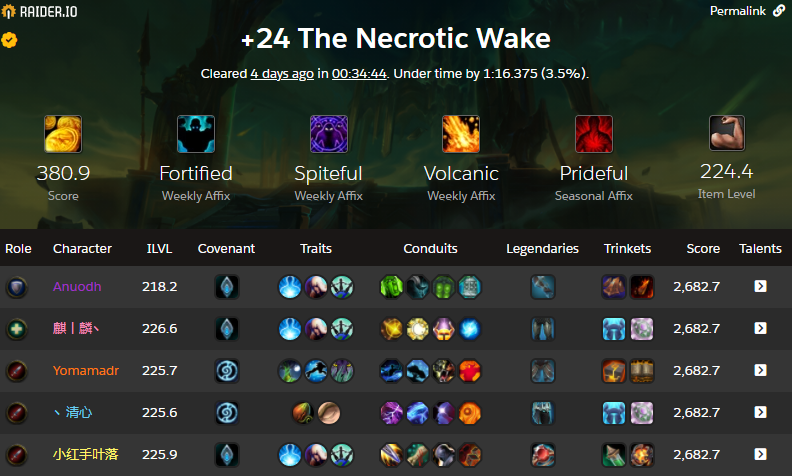 RAIDER.IO
Permalink
+24 The Necrotic Wake
Cleared 4 days ago in 00:34:44. Under time by 1:16.375 (3.5%).
380.9 Fortified Spiteful Volcanic Prideful 224.4
Score Weekly Affix Weekly Affix Weekly Affix Seasonal Affix Item Level
Role Character ILVL Covenant Traits Conduits Legendaries Trinkets Score Talents
Anuodh 218.2 2,682.7
麒丨麟丶 226.6 2,682.7
Yomamadr 225.7 2,682.7
丶清心 225.6 2,682.7
小红手叶落 225.9 2,682.7